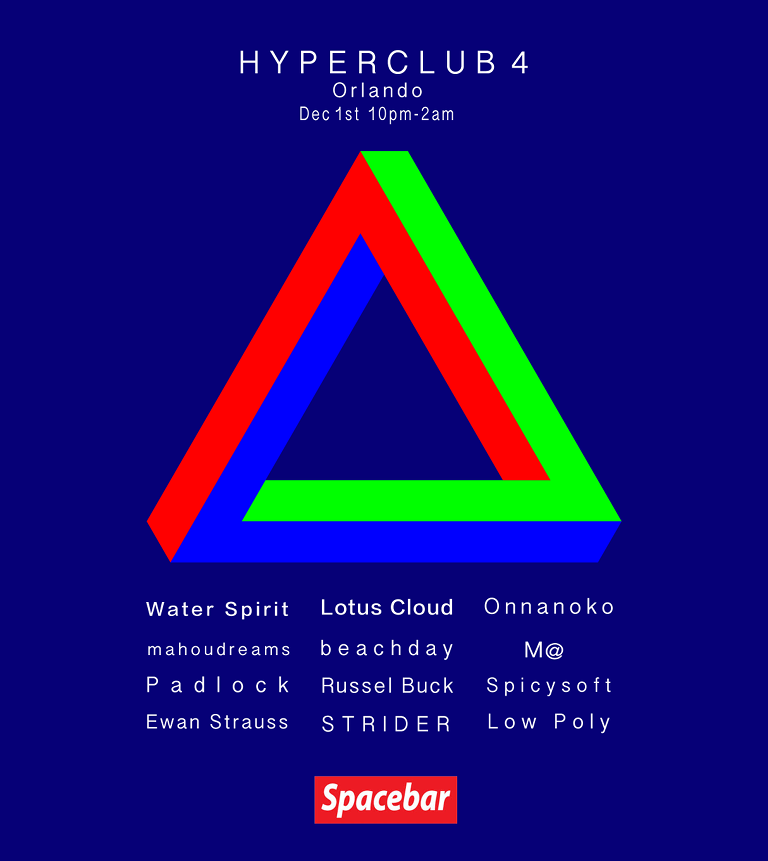 HYPERCLUB 4
Orlando
Dec 1st 10pm-2am
Water Spirit Lotus Cloud Onnanoko
mahoudreams beachday M@
Padlock Russel Buck Spicysoft
Ewan Strauss STRIDER Low Poly
Spacebar